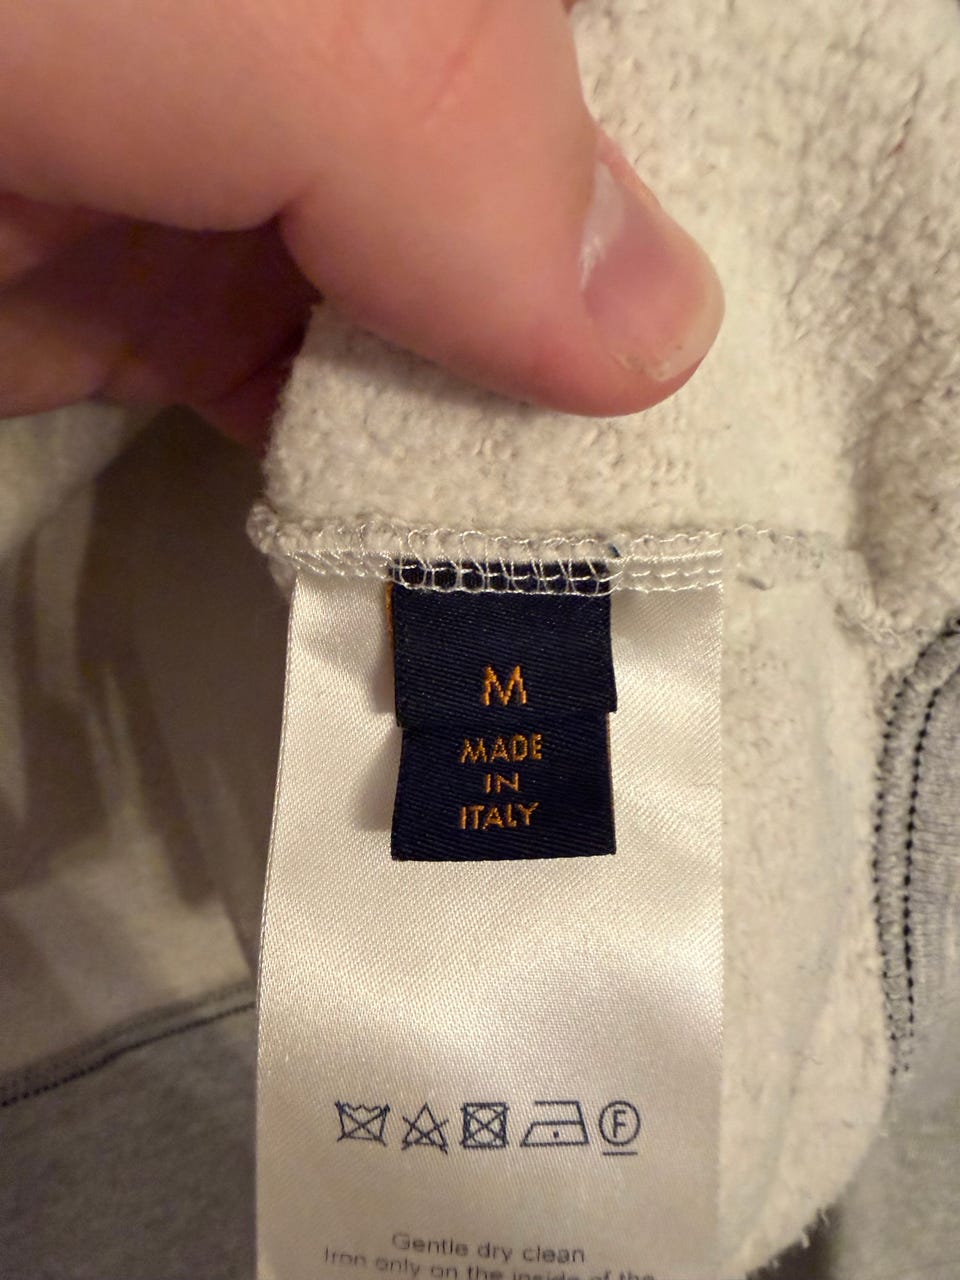 M
MADE
IN
ITALY
F
Gentle dry clean
Iron only on the inside of the